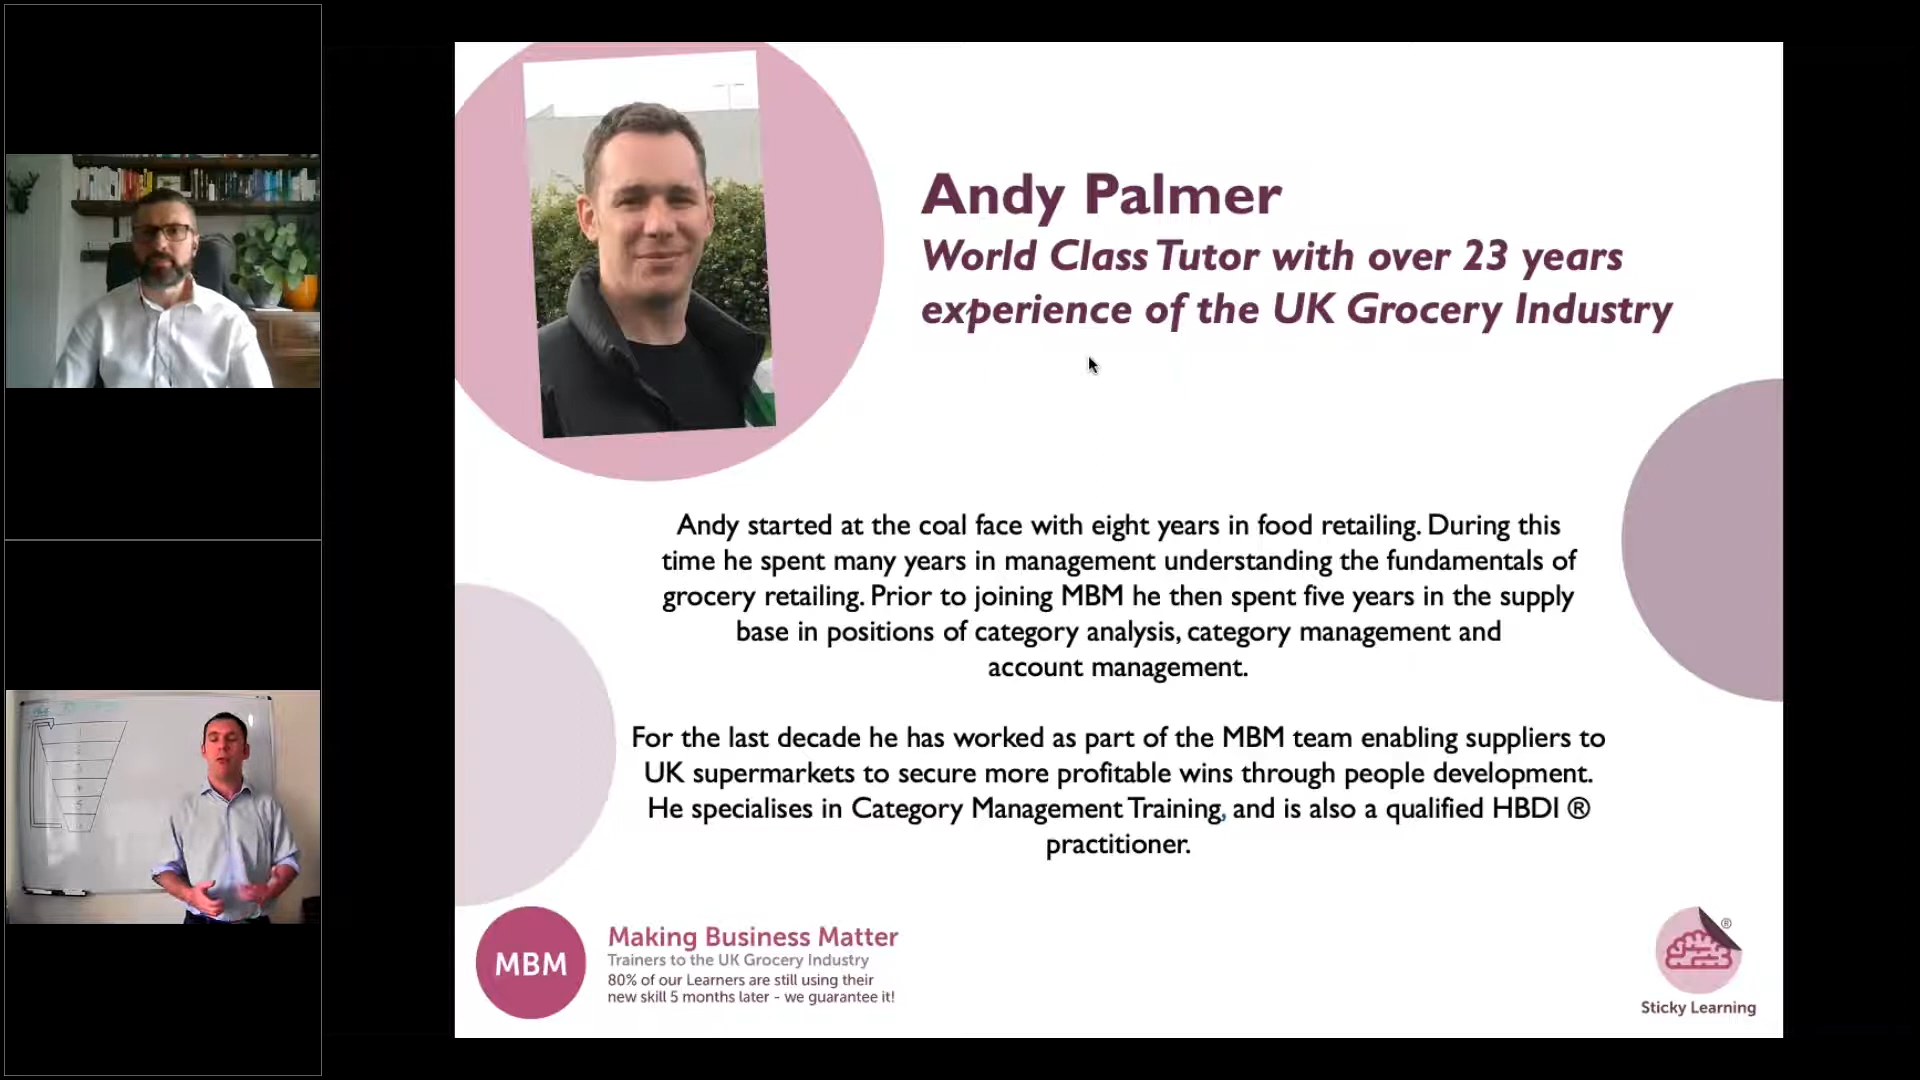 Andy Palmer
World Class Tutor with over 23 years
experience of the UK Grocery Industry
Andy started at the coal face with eight years in food retailing. During this
time he spent many years in management understanding the fundamentals of
grocery retailing. Prior to joining MBM he then spent five years in the supply
base in positions of category analysis, category management and
account management.
For the last decade he has worked as part of the MBM team enabling suppliers to
UK supermarkets to secure more profitable wins through people development.
He specialises in Category Management Training, and is also a qualified HBDI ®
practitioner.
MBM
Making Business Matter
Trainers to the UK Grocery Industry
80% of our Learners are still using their
new skill 5 months later - we guarantee it!
®
Sticky Learning